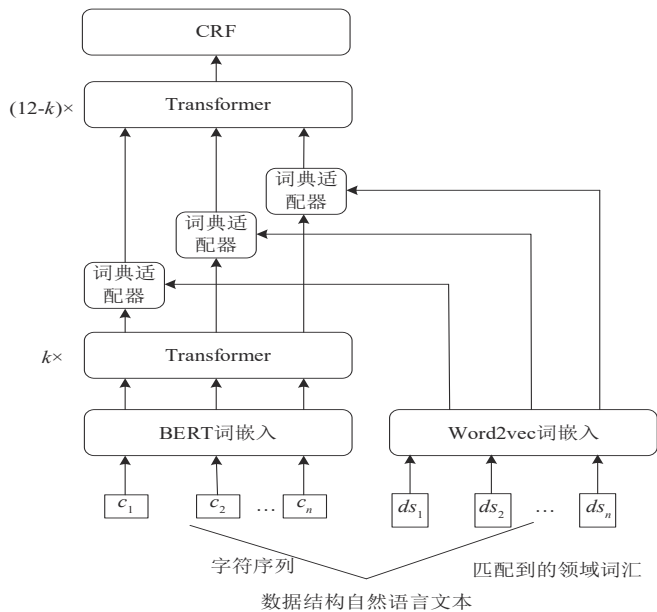 CRF
(12-k)× Transformer
词典适
配器
词典适
配器
词典适
配器
k× Transformer
BERT词嵌入 Word2vec词嵌入
c1 c2 … cn ds1 ds2 … dsn
字符序列 匹配到的领域词汇
数据结构自然语言文本